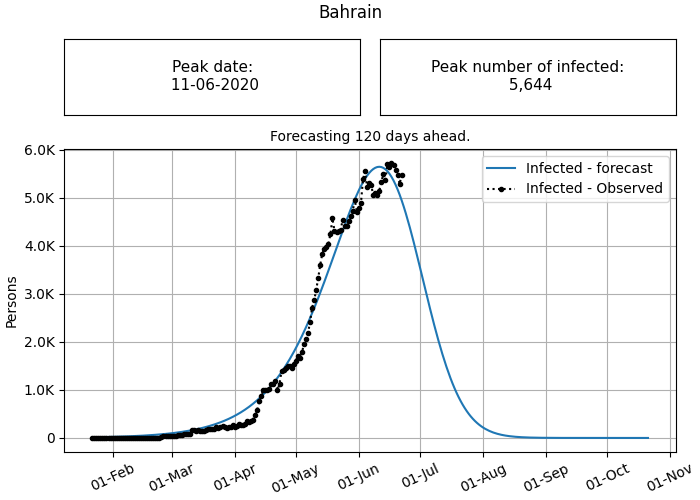 Bahrain
Peak date:
11-06-2020
Peak number of infected:
5,644
Forecasting 120 days ahead.
6.0K
5.0K
4.0K
3.0K
2.0K
1.0K
0
Persons
Infected - forecast
Infected - Observed
01-Feb
01-Mar
01-Apr
01-May
01-Jun
01-Jul
01-Aug
01-Sep
01-Oct
01-Nov